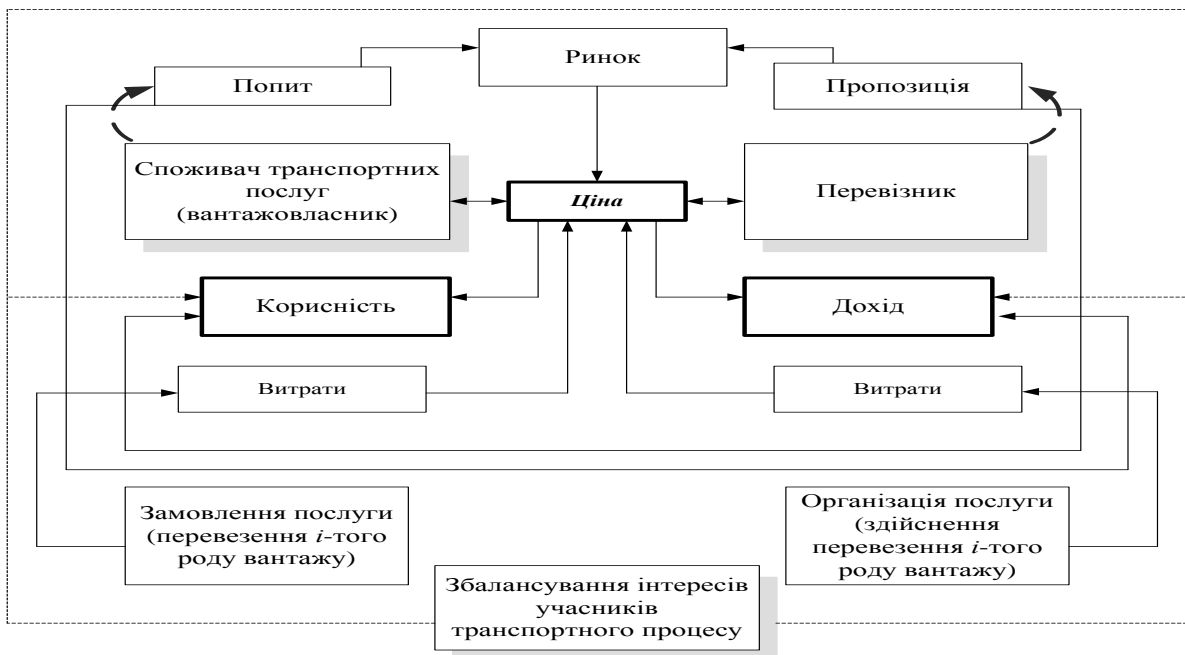 Ринок
Попит
Пропозиція
Споживач транспортних
послуг
(вантажовласник)
Ціна
Перевізник
Корисність
Дохід
Витрати
Витрати
Замовлення послуги
(перевезення і-того
роду вантажу)
Організація послуги
(здійснення
перевезення і-того
роду вантажу)
Збалансування інтересів
учасників
транспортного процесу